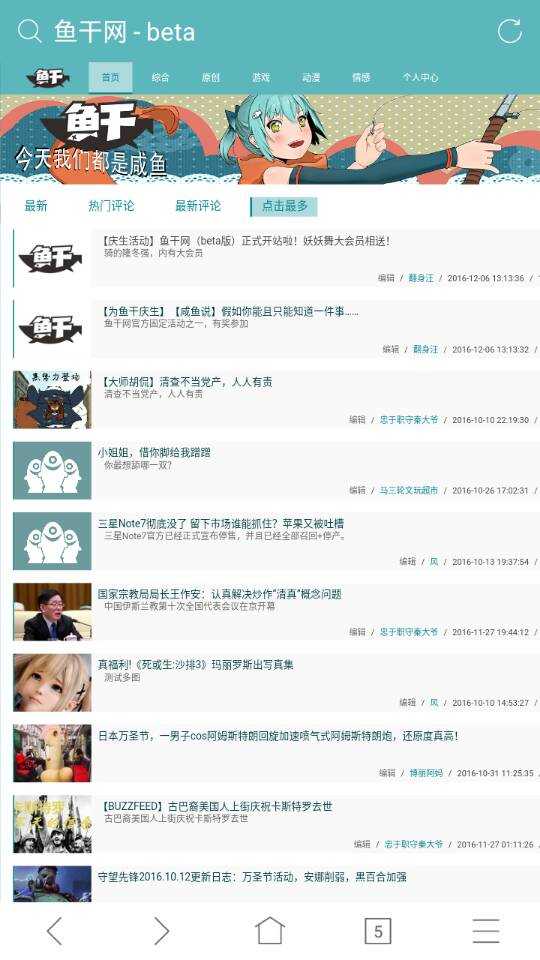 鱼干网 - beta
鱼干 首页 综合 原创 游戏 动漫 情感 个人中心
鱼干
今天我们都是咸鱼
最新 热门评论 最新评论 点击最多
【庆生活动】鱼干网（beta版）正式开站啦！妖妖舞大会员相送！
骑的隆冬强，内有大会员
鱼干
编辑 / 翻身汪 / 2016-12-06 13:13:36 /
【为鱼干庆生】【咸鱼说】假如你能且只能知道一件事……
鱼干网官方固定活动之一，有奖参加
鱼干
编辑 / 翻身汪 / 2016-12-06 13:13:32 /
【大师胡侃】清查不当党产，人人有责
清查不当党产，人人有责
编辑 / 忠于职守秦大爷 / 2016-10-10 22:19:30 /
小姐姐，借你脚给我蹭蹭
你最想舔哪一双？
编辑 / 马三轮文玩超市 / 2016-10-26 17:02:31 /
三星Note7彻底没了 留下市场谁能抓住？苹果又被吐槽
三星Note7官方已经正式宣布停售，并且已经全部召回+停产。
编辑 / 风 / 2016-10-13 19:37:54 /
国家宗教局局长王作安：认真解决炒作“清真”概念问题
中国伊斯兰教第十次全国代表会议在京开幕
编辑 / 忠于职守秦大爷 / 2016-11-27 19:44:12 /
真福利!《死或生:沙排3》玛丽罗斯出写真集
测试多图
编辑 / 风 / 2016-10-10 14:53:27 /
日本万圣节，一男子cos阿姆斯特朗回旋加速喷气式阿姆斯特朗炮，还原度真高！
编辑 / 博丽阿妈 / 2016-10-31 11:25:35 /
【BUZZFEED】古巴裔美国人上街庆祝卡斯特罗去世
古巴裔美国人上街庆祝卡斯特罗去世
编辑 / 忠于职守秦大爷 / 2016-11-27 01:11:26 /
守望先锋2016.10.12更新日志：万圣节活动，安娜削弱，黑百合加强
5